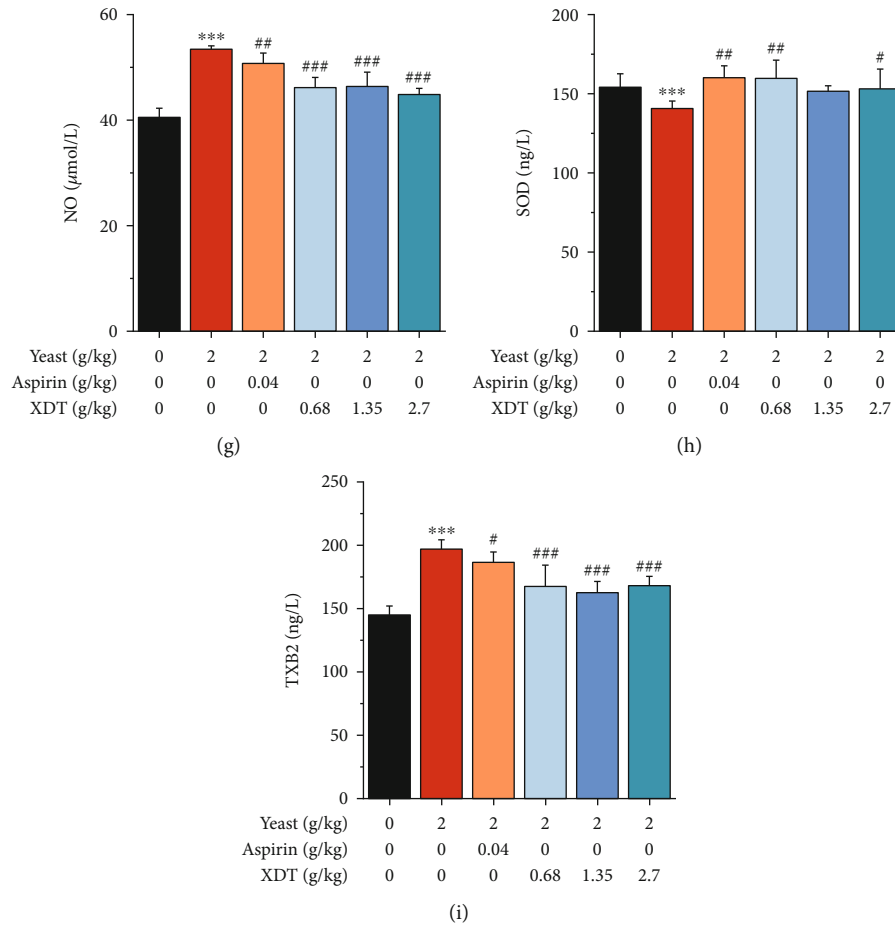 60
40
20
0
NO (μmol/L)
***
##
###
###
###
Yeast (g/kg) 0 2 2 2 2 2
Aspirin (g/kg) 0 0 0.04 0 0 0
XDT (g/kg) 0 0 0 0.68 1.35 2.7
(g)
200
150
100
50
0
SOD (ng/L)
***
##
##
#
Yeast (g/kg) 0 2 2 2 2 2
Aspirin (g/kg) 0 0 0.04 0 0 0
XDT (g/kg) 0 0 0 0.68 1.35 2.7
(h)
250
200
150
100
50
0
TXB2 (ng/L)
***
#
###
###
###
Yeast (g/kg) 0 2 2 2 2 2
Aspirin (g/kg) 0 0 0.04 0 0 0
XDT (g/kg) 0 0 0 0.68 1.35 2.7
(i)